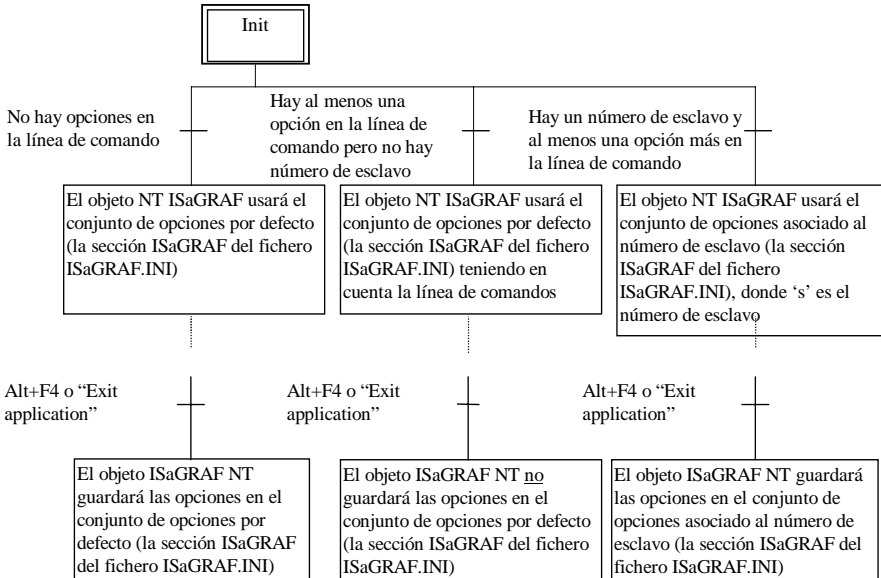 Init
No hay opciones en
la línea de comando
Hay al menos una
opción en la línea de
comando pero no hay
número de esclavo
Hay un número de esclavo y
al menos una opción más en
la línea de comando
El objeto NT ISaGRAF usará el
conjunto de opciones por defecto
(la sección ISaGRAF del fichero
ISaGRAF.INI)
El objeto NT ISaGRAF usará el
conjunto de opciones por defecto
(la sección ISaGRAF del fichero
ISaGRAF.INI) teniendo en
cuenta la línea de comandos
El objeto NT ISaGRAF usará el
conjunto de opciones asociado al
número de esclavo (la sección
ISaGRAF del fichero
ISaGRAF.INI), donde ‘s’ es el
número de esclavo
Alt+F4 o “Exit
application”
Alt+F4 o “Exit
application”
Alt+F4 o “Exit
application”
El objeto ISaGRAF NT
guardará las opciones en el
conjunto de opciones por
defecto (la sección ISaGRAF
del fichero ISaGRAF.INI)
El objeto ISaGRAF NT no
guardará las opciones en el
conjunto de opciones por defecto
(la sección ISaGRAF del fichero
ISaGRAF.INI)
El objeto ISaGRAF NT guardará
las opciones en el conjunto de
opciones asociado al número de
esclavo (la sección ISaGRAF del
fichero ISaGRAF.INI)